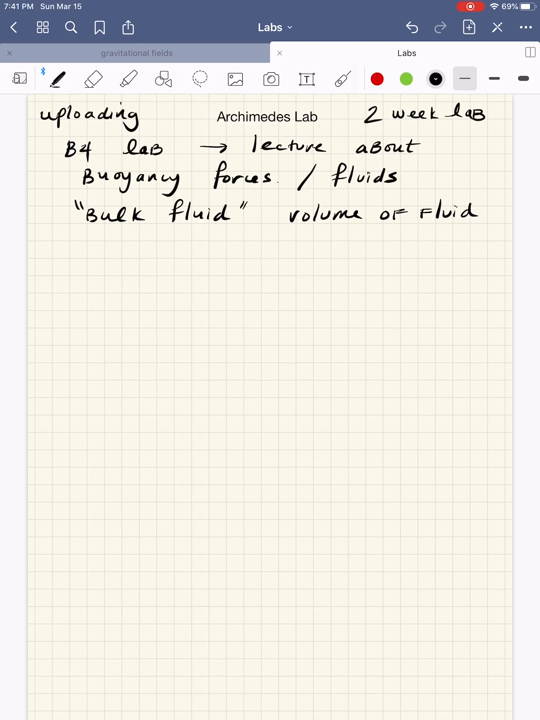 7:41 PM Sun Mar 15 69%
Labs
gravitational fields Labs
uploading Archimedes Lab 2 week lab
B4 lab → lecture about
Buoyancy forces. / fluids
"Bulk fluid" volume of fluid